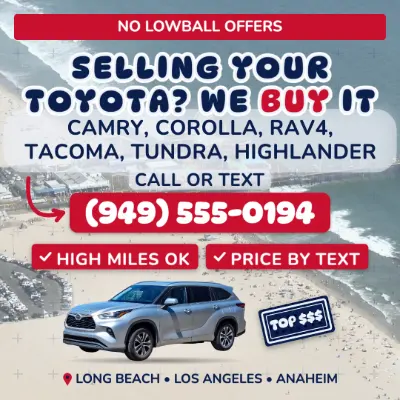 NO LOWBALL OFFERS
SELLING YOUR
TOYOTA? WE BUY IT
CAMRY, COROLLA, RAV4,
TACOMA, TUNDRA, HIGHLANDER
CALL OR TEXT
(949) 555-0194
✓ HIGH MILES OK ✓ PRICE BY TEXT
TOP $$$
LONG BEACH • LOS ANGELES • ANAHEIM